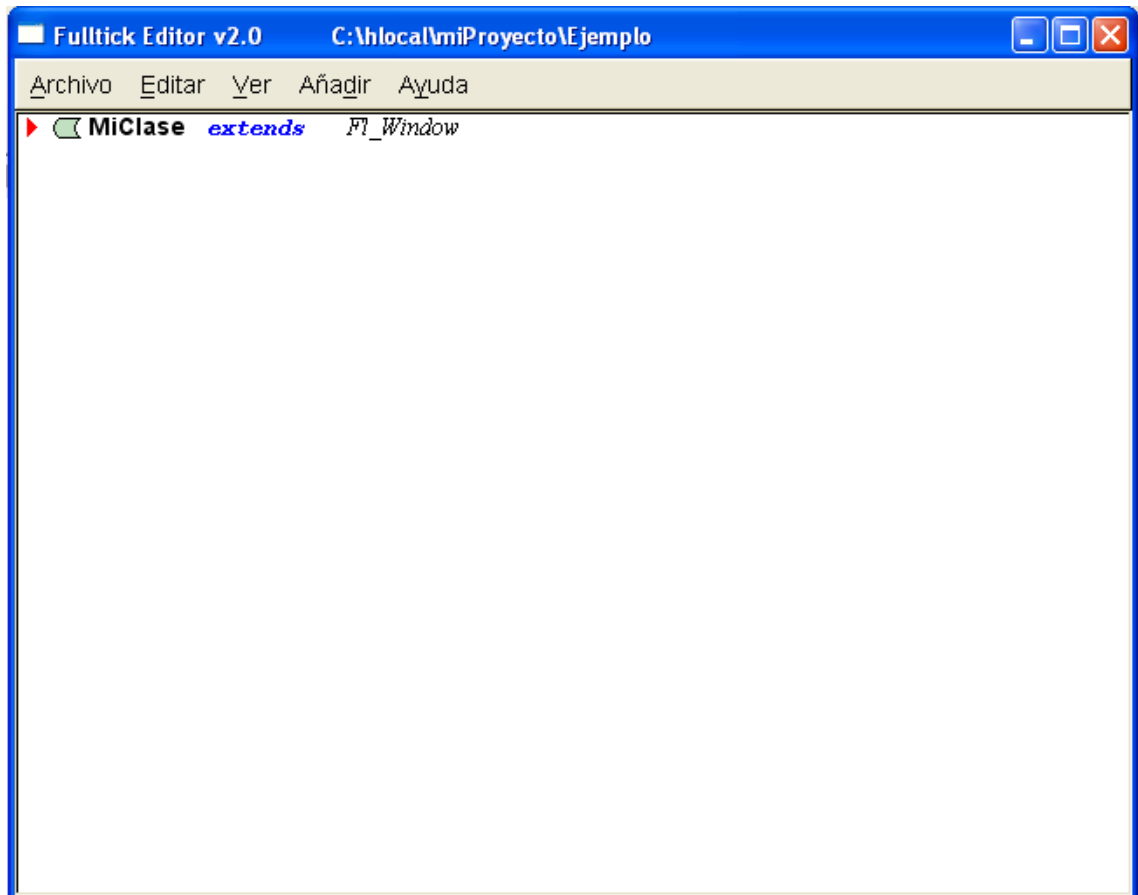 Fulltick Editor v2.0 C:\hlocal\miProyecto\Ejemplo
Archivo Editar Ver Añadir Ayuda
MiClase extends Fl_Window